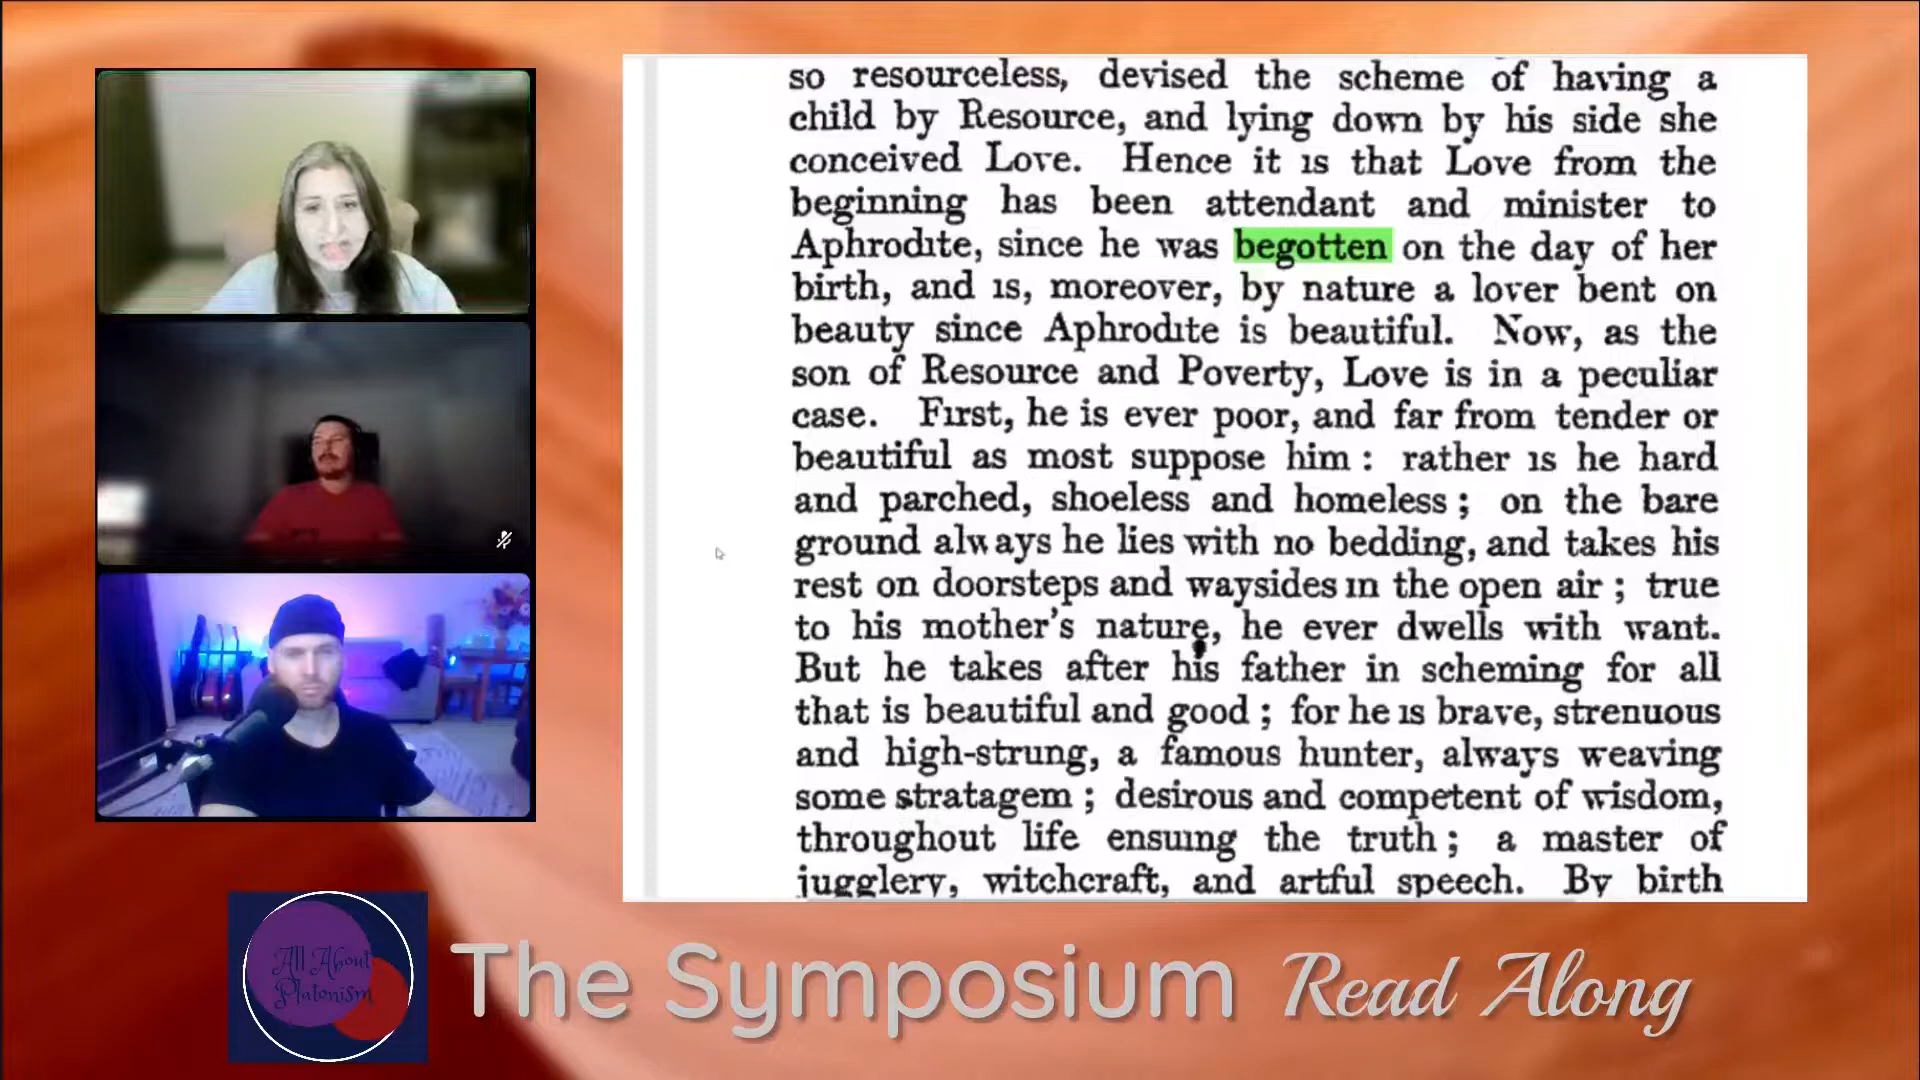 so resourceless, devised the scheme of having a
child by Resource, and lying down by his side she
conceived Love. Hence it is that Love from the
beginning has been attendant and minister to
Aphrodite, since he was begotten on the day of her
birth, and is, moreover, by nature a lover bent on
beauty since Aphrodite is beautiful. Now, as the
son of Resource and Poverty, Love is in a peculiar
case. First, he is ever poor, and far from tender or
beautiful as most suppose him : rather is he hard
and parched, shoeless and homeless ; on the bare
ground always he lies with no bedding, and takes his
rest on doorsteps and waysides in the open air ; true
to his mother's nature, he ever dwells with want.
But he takes after his father in scheming for all
that is beautiful and good ; for he is brave, strenuous
and high-strung, a famous hunter, always weaving
some stratagem ; desirous and competent of wisdom,
throughout life ensuing the truth ; a master of
jugglery, witchcraft, and artful speech. By birth
All About
Platonism
The Symposium Read Along